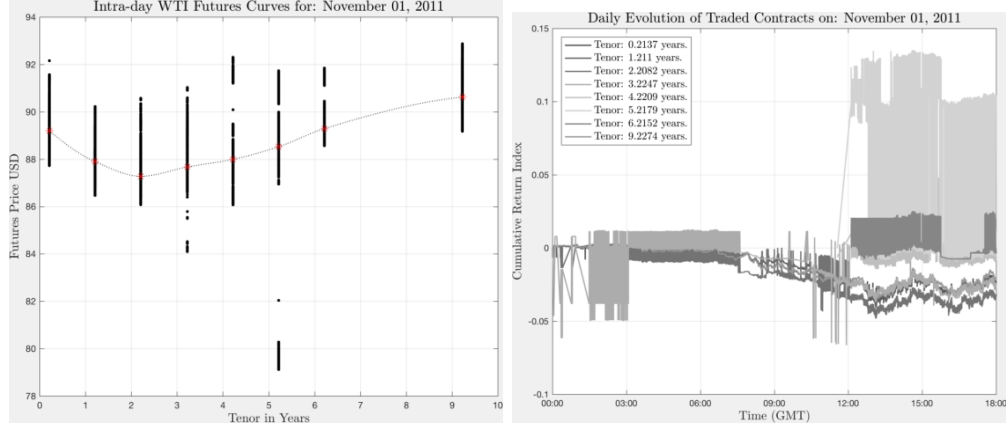 Intra-day WTI Futures Curves for: November 01, 2011
94
92
90
88
86
84
82
80
78
Futures Price USD
0 1 2 3 4 5 6 7 8 9 10
Tenor in Years
Daily Evolution of Traded Contracts on: November 01, 2011
0.15
0.1
0.05
0
-0.05
-0.1
Cumulative Return Index
Tenor: 0.2137 years.
Tenor: 1.211 years.
Tenor: 2.2082 years.
Tenor: 3.2247 years.
Tenor: 4.2209 years.
Tenor: 5.2179 years.
Tenor: 6.2152 years.
Tenor: 9.2274 years.
00:00 03:00 06:00 09:00 12:00 15:00 18:00
Time (GMT)